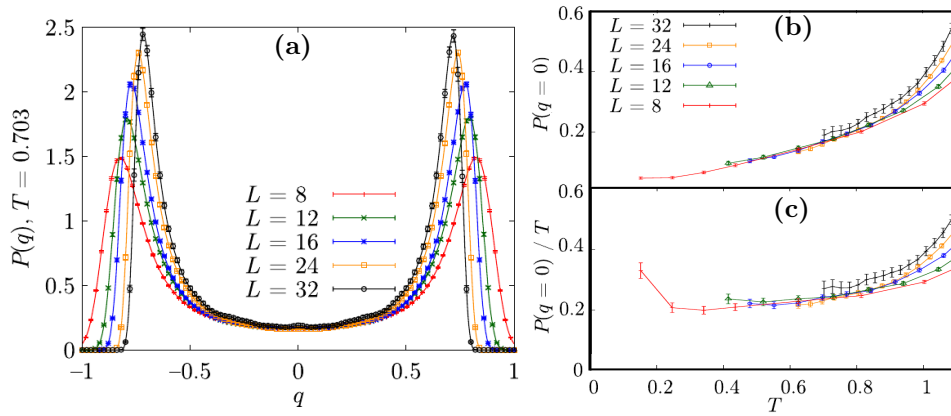 (a)
P(q), T = 0.703
2.5
2
1.5
1
0.5
0
L = 8
L = 12
L = 16
L = 24
L = 32
−1
−0.5
0
0.5
1
q
(b)
P(q = 0)
0.6
0.4
0.2
L = 32
L = 24
L = 16
L = 12
L = 8
(c)
P(q = 0) / T
0.6
0.4
0.2
0
0
0.2
0.4
0.6
0.8
1
T